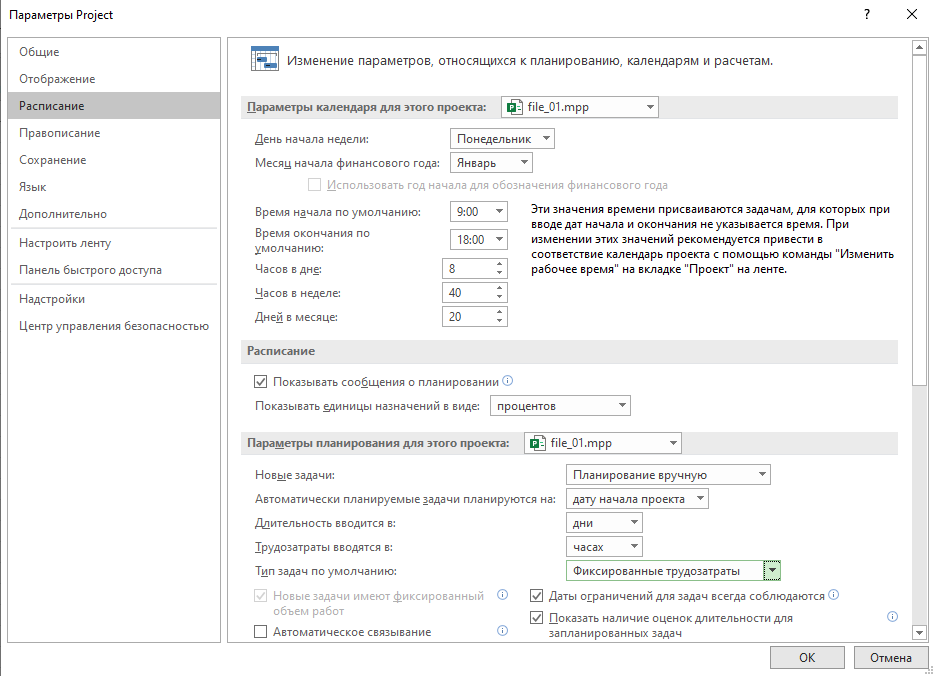 Параметры Project
?
Общие
Отображение
Расписание
Правописание
Сохранение
Язык
Дополнительно
Настроить ленту
Панель быстрого доступа
Надстройки
Центр управления безопасностью
Изменение параметров, относящихся к планированию, календарям и расчетам.
Параметры календаря для этого проекта: file_01.mpp
День начала недели: Понедельник
Месяц начала финансового года: Январь
Использовать год начала для обозначения финансового года
Время начала по умолчанию: 9:00
Время окончания по
умолчанию: 18:00
Эти значения времени присваиваются задачам, для которых при
вводе дат начала и окончания не указывается время. При
изменении этих значений рекомендуется привести в
соответствие календарь проекта с помощью команды "Изменить
рабочее время" на вкладке "Проект" на ленте.
Часов в дне: 8
Часов в неделе: 40
Дней в месяце: 20
Расписание
Показывать сообщения о планировании
Показывать единицы назначений в виде: процентов
Параметры планирования для этого проекта: file_01.mpp
Новые задачи: Планирование вручную
Автоматически планируемые задачи планируются на: дату начала проекта
Длительность вводится в: дни
Трудозатраты вводятся в: часах
Тип задач по умолчанию: Фиксированные трудозатраты
Новые задачи имеют фиксированный
объем работ
Автоматическое связывание
Даты ограничений для задач всегда соблюдаются
Показать наличие оценок длительности для
запланированных задач
ОК
Отмена